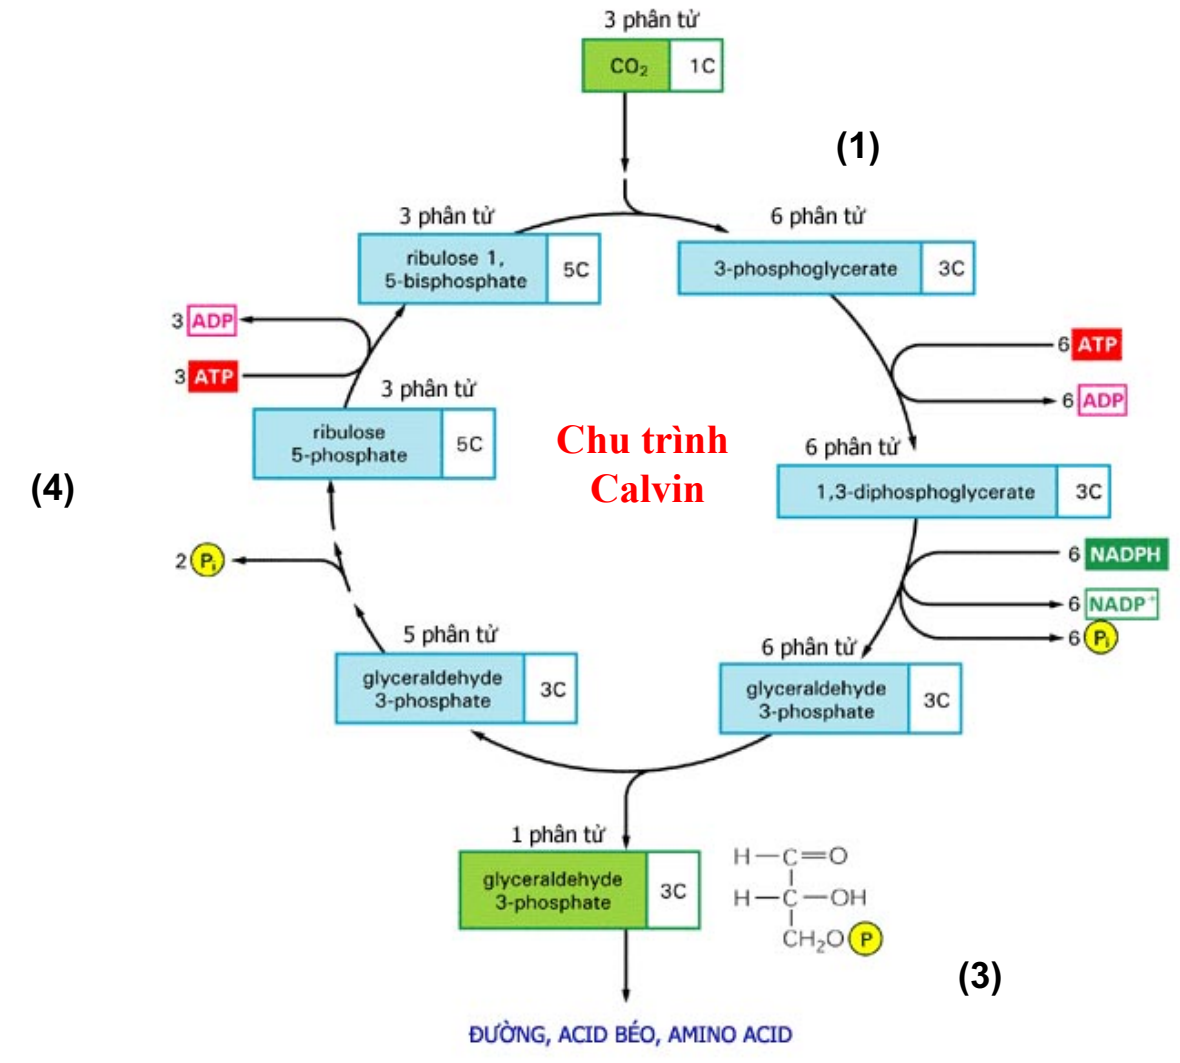 3 phân tử
CO₂ 1C
(1)
3 phân tử
ribulose 1,
5-bisphosphate
5C
6 phân tử
3-phosphoglycerate 3C
3 ADP
3 ATP
6 ATP
6 ADP
3 phân tử
ribulose
5-phosphate
5C
Chu trình
Calvin
6 phân tử
1,3-diphosphoglycerate 3C
(4)
2 Pi
6 NADPH
6 NADP⁺
6 Pi
5 phân tử
glyceraldehyde
3-phosphate
3C
6 phân tử
glyceraldehyde
3-phosphate
3C
1 phân tử
glyceraldehyde
3-phosphate
3C
H—C=O
H—C—OH
CH₂O P
(3)
ĐƯỜNG, ACID BÉO, AMINO ACID